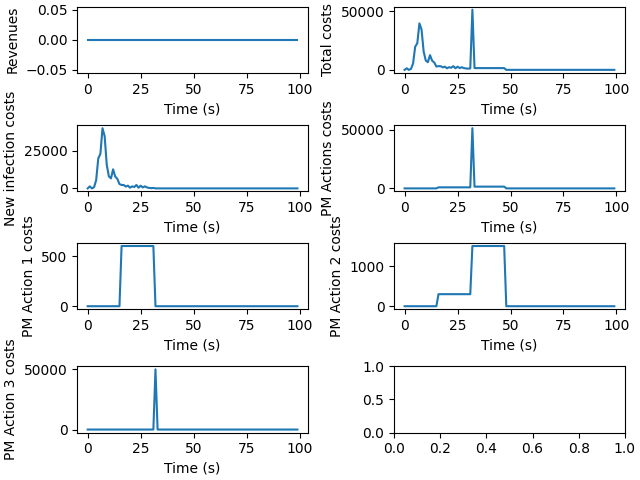 Revenues
0.05
0.00
−0.05
0 25 50 75 100
Time (s)
Total costs
50000
0
0 25 50 75 100
Time (s)
New infection costs
25000
0
0 25 50 75 100
Time (s)
PM Actions costs
50000
0
0 25 50 75 100
Time (s)
PM Action 1 costs
500
0
0 25 50 75 100
Time (s)
PM Action 2 costs
1000
0
0 25 50 75 100
Time (s)
PM Action 3 costs
50000
0
0 25 50 75 100
Time (s)
1.0
0.5
0.0
0.0 0.2 0.4 0.6 0.8 1.0